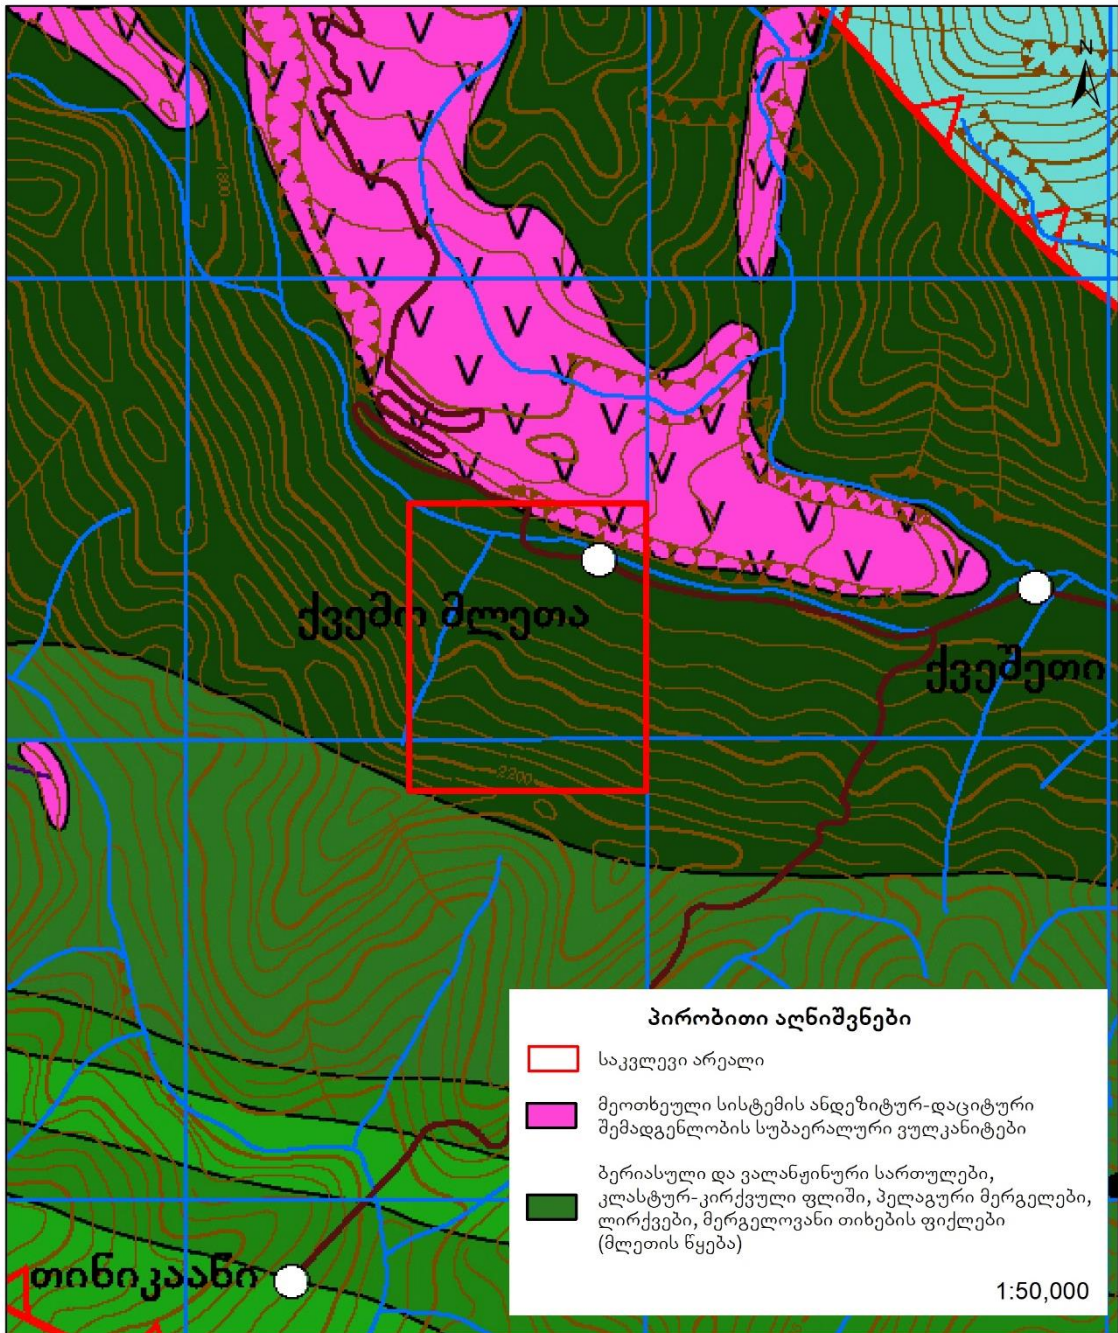 N
1800
ქვემო მლეთა
ქვეშეთი
2200
პირობითი აღნიშვნები
საკვლევი არეალი
მეოთხეული სისტემის ანდეზიტურ-დაციტური
შემადგენლობის სუბაერალური ვულკანიტები
ბერიასული და ვალანჟინური სართულები,
კლასტურ-კირქვული ფლიში, პელაგური მერგელები,
ლირქვები, მერგელოვანი თიხების ფიქლები
(მლეთის წყება)
თინიკაანი
1:50,000